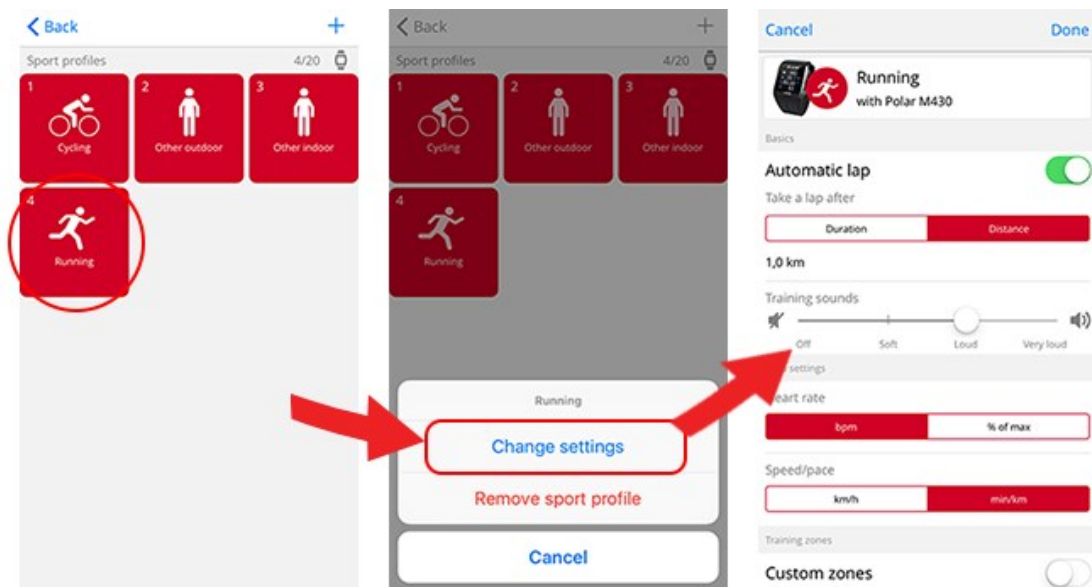 Back
+
Sport profiles 4/20
1
Cycling
2
Other outdoor
3
Other indoor
4
Running
Back
+
Sport profiles 4/20
1
Cycling
2
Other outdoor
3
Other indoor
4
Running
Running
Change settings
Remove sport profile
Cancel
Cancel Done
Running
with Polar M430
Basics
Automatic lap
Take a lap after
Duration Distance
1,0 km
Training sounds
Off Soft Loud Very loud
settings
eart rate
bpm % of max
Speed/pace
km/h min/km
Training zones
Custom zones